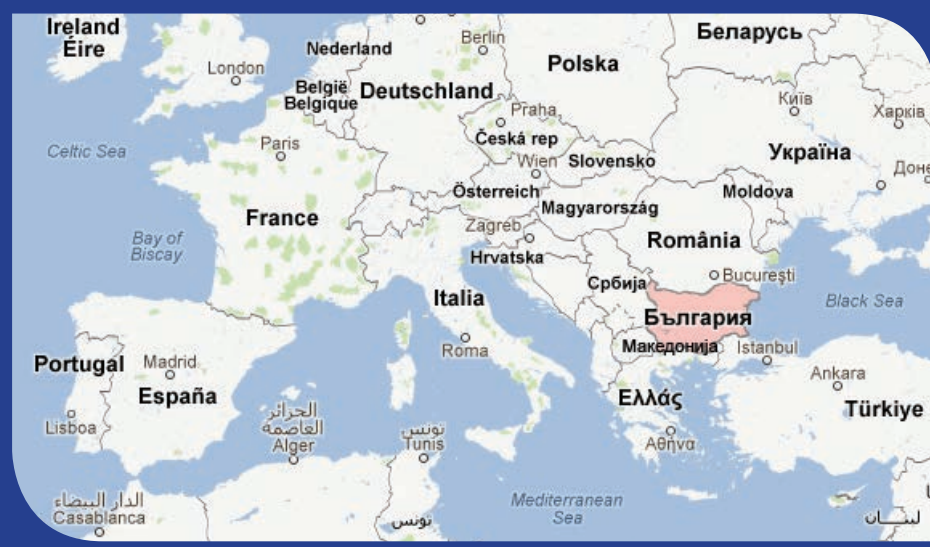 Ireland
Éire
Беларусь
Berlin
Nederland
Polska
London
België
Belgique
Deutschland
Київ
Харків
Praha
Česká rep
Paris
Celtic Sea
Wien
Slovensko
Україна
Österreich
Moldova
Magyarország
France
Zagreb
Bay of
Biscay
România
Hrvatska
Србија
București
Italia
Black Sea
България
Македонија
Istanbul
Roma
Portugal
Madrid
España
Ankara
Ελλάς
Türkiye
الجزائر
العاصمة
Alger
Lisboa
تونس
Tunis
Αθήνα
الدار البيضاء
Casablanca
Mediterranean
Sea
تونس